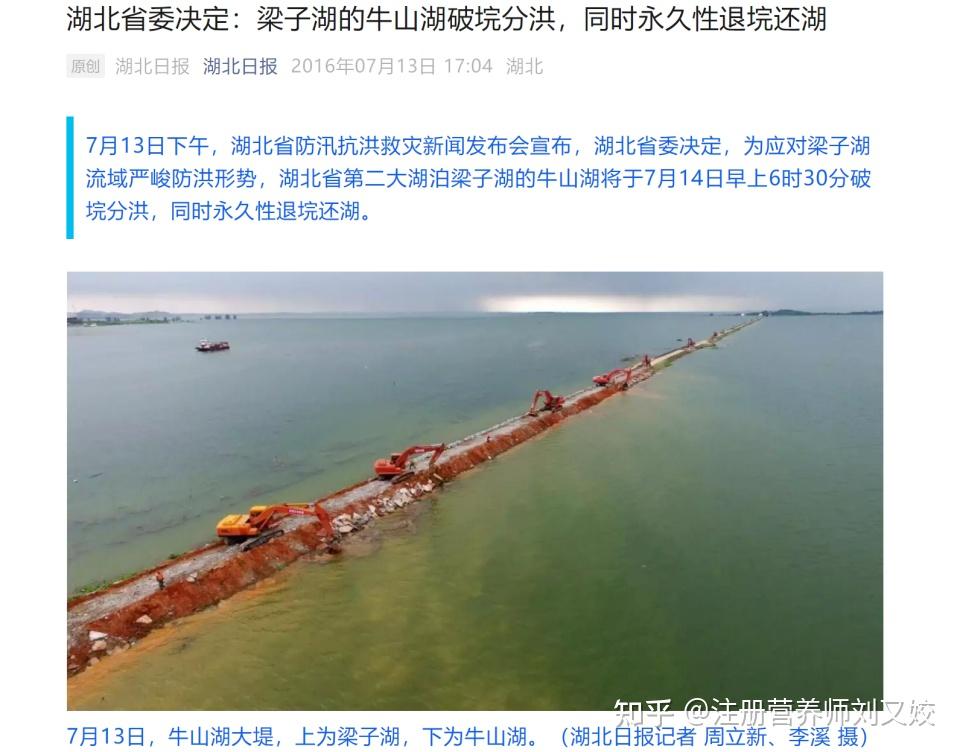 湖北省委决定：梁子湖的牛山湖破垸分洪，同时永久性退垸还湖
原创 湖北日报 湖北日报 2016年07月13日 17:04 湖北
7月13日下午，湖北省防汛抗洪救灾新闻发布会宣布，湖北省委决定，为应对梁子湖
流域严峻防洪形势，湖北省第二大湖泊梁子湖的牛山湖将于7月14日早上6时30分破
垸分洪，同时永久性退垸还湖。
知乎 @注册营养师刘又姣
7月13日，牛山湖大堤，上为梁子湖，下为牛山湖。（湖北日报记者 周立新、李溪 摄）